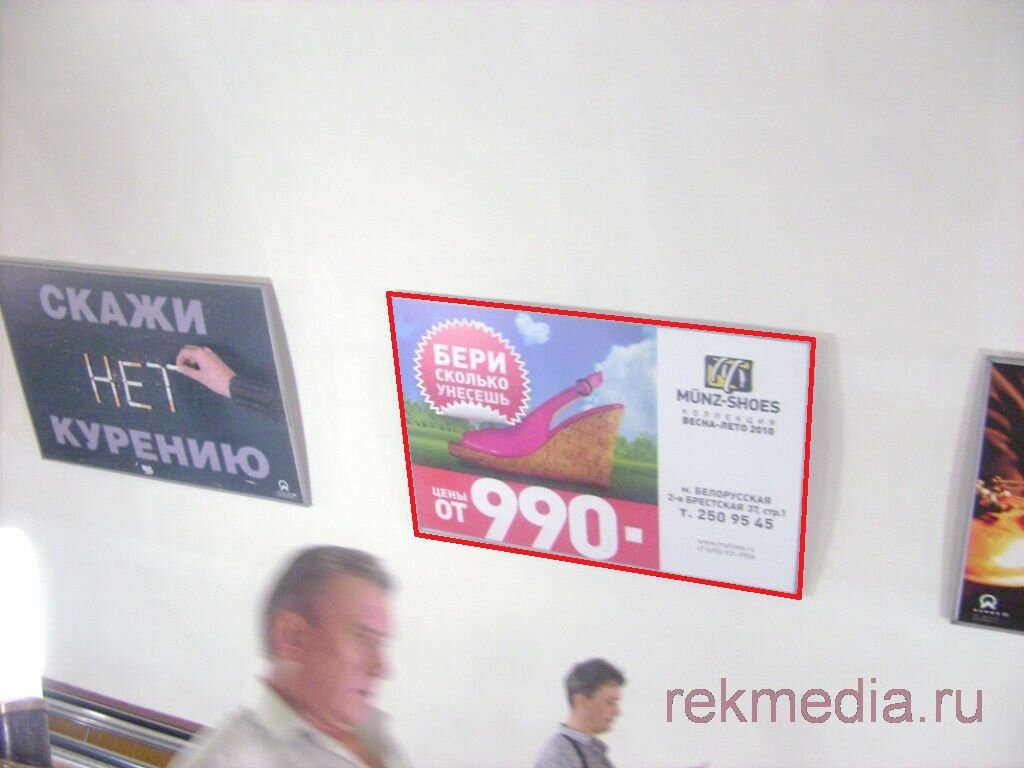 СКАЖИ
НЕТ
КУРЕНИЮ
БЕРИ
СКОЛЬКО
УНЕСЕШЬ
ЦЕНЫ
ОТ
990.-
MÜNZ-SHOES
КОЛЛЕКЦИЯ
ВЕСНА-ЛЕТО 2010
м. БЕЛОРУССКАЯ
2-я БРЕСТСКАЯ 37, стр.1
т. 250 95 45
rekmedia.ru